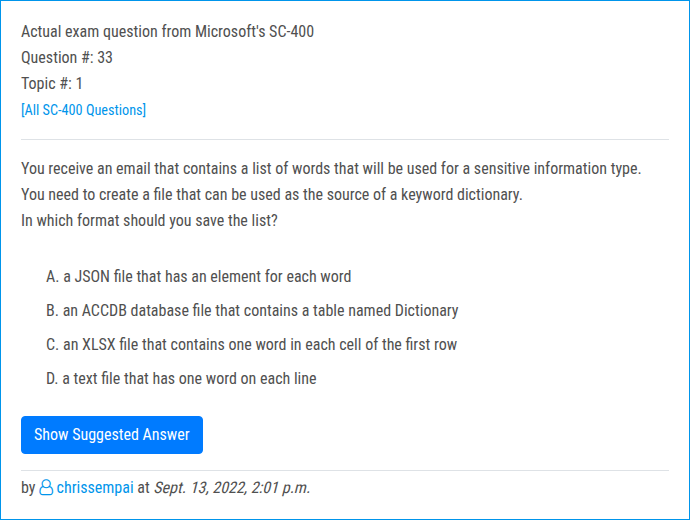 Actual exam question from Microsoft's SC-400
Question #: 33
Topic #: 1
[All SC-400 Questions]
You receive an email that contains a list of words that will be used for a sensitive information type.
You need to create a file that can be used as the source of a keyword dictionary.
In which format should you save the list?
A. a JSON file that has an element for each word
B. an ACCDB database file that contains a table named Dictionary
C. an XLSX file that contains one word in each cell of the first row
D. a text file that has one word on each line
Show Suggested Answer
by chrissempai at Sept. 13, 2022, 2:01 p.m.